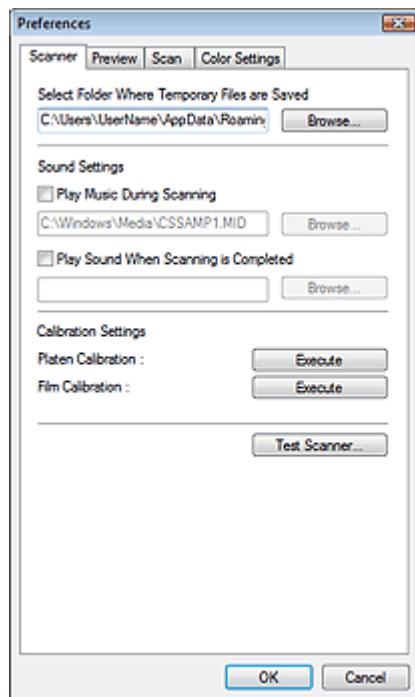 Preferences
Scanner Preview Scan Color Settings
Select Folder Where Temporary Files are Saved
C:\Users\UserName\AppData\Roaming Browse...
Sound Settings
Play Music During Scanning
C:\Windows\Media\CSSAMP1.MID Browse...
Play Sound When Scanning is Completed
Browse...
Calibration Settings
Platen Calibration : Execute
Film Calibration : Execute
Test Scanner...
OK Cancel